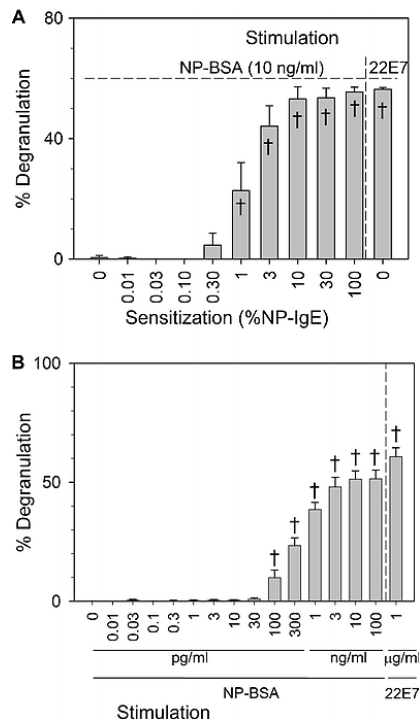 A
80
Stimulation
NP-BSA (10 ng/ml)
22E7
40
0
% Degranulation
† † † † † †
0 0.01 0.03 0.10 0.30 1 3 10 30 100 0
Sensitization (%NP-IgE)
B
100
50
0
% Degranulation
† † † † † † †
0 0.01 0.03 0.1 0.3 1 3 10 30 100 300 1 3 10 100 1
pg/ml ng/ml µg/ml
NP-BSA 22E7
Stimulation